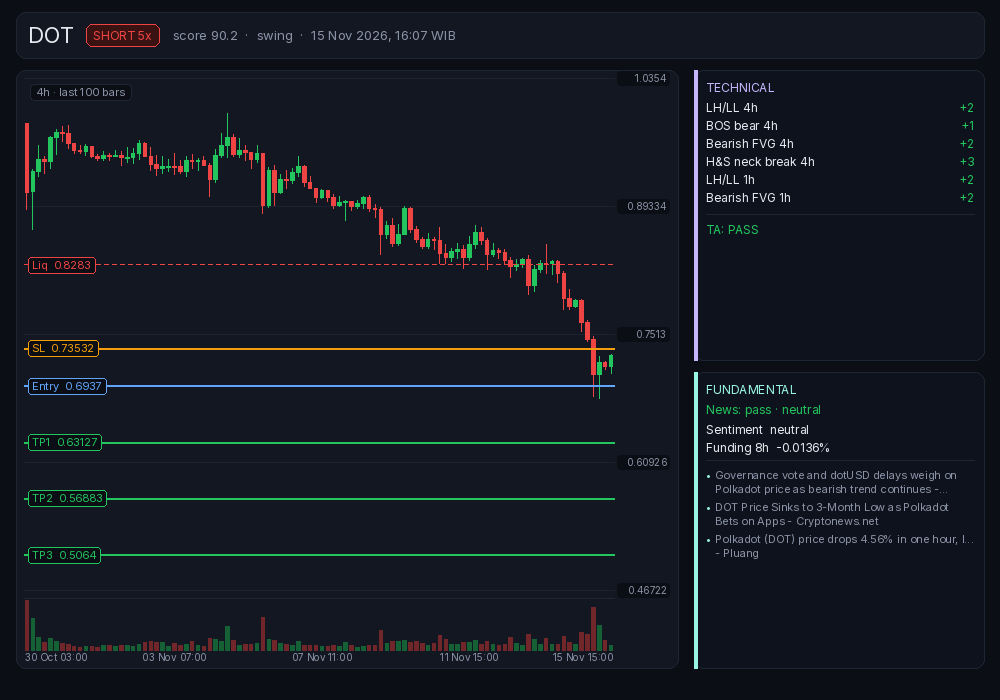 DOT SHORT 5x score 90.2 · swing · 15 Nov 2026, 16:07 WIB
4h · last 100 bars
1.0354
0.89334
Liq 0.8283
0.7513
SL 0.73532
Entry 0.6937
TP1 0.63127
0.60926
TP2 0.56883
TP3 0.5064
0.46722
30 Oct 03:00 03 Nov 07:00 07 Nov 11:00 11 Nov 15:00 15 Nov 15:00
TECHNICAL
LH/LL 4h +2
BOS bear 4h +1
Bearish FVG 4h +2
H&S neck break 4h +3
LH/LL 1h +2
Bearish FVG 1h +2
TA: PASS
FUNDAMENTAL
News: pass · neutral
Sentiment neutral
Funding 8h -0.0136%
• Governance vote and dotUSD delays weigh on
Polkadot price as bearish trend continues -...
• DOT Price Sinks to 3-Month Low as Polkadot
Bets on Apps - Cryptonews.net
• Polkadot (DOT) price drops 4.56% in one hour, l...
- Pluang